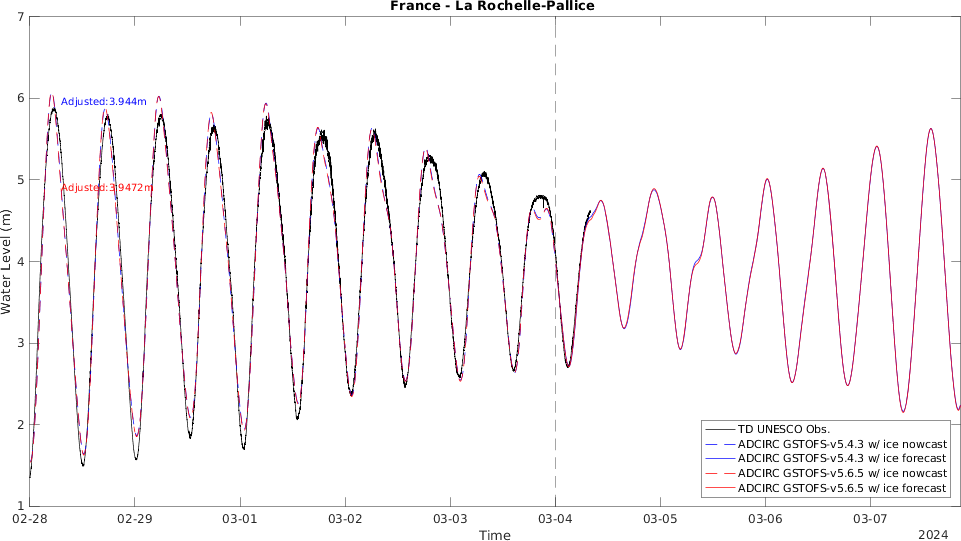 France - La Rochelle-Pallice
7
6
5
4
3
2
1
Water Level (m)
Adjusted:3.944m
Adjusted:3.9472m
TD UNESCO Obs.
ADCIRC GSTOFS-v5.4.3 w/ ice nowcast
ADCIRC GSTOFS-v5.4.3 w/ ice forecast
ADCIRC GSTOFS-v5.6.5 w/ ice nowcast
ADCIRC GSTOFS-v5.6.5 w/ ice forecast
02-28 02-29 03-01 03-02 03-03 03-04 03-05 03-06 03-07
Time
2024